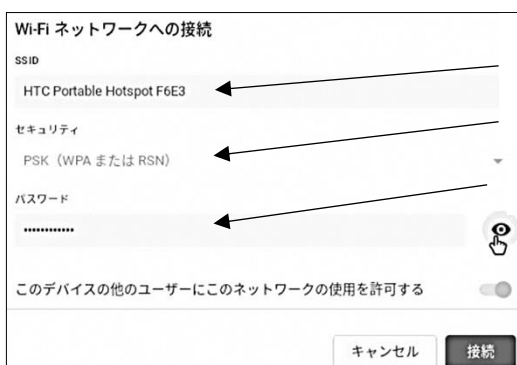 Wi-Fi ネットワークへの接続
SSID
HTC Portable Hotspot F6E3
セキュリティ
PSK（WPA または RSN）
パスワード
••••••••••••
このデバイスの他のユーザーにこのネットワークの使用を許可する
キャンセル
接続